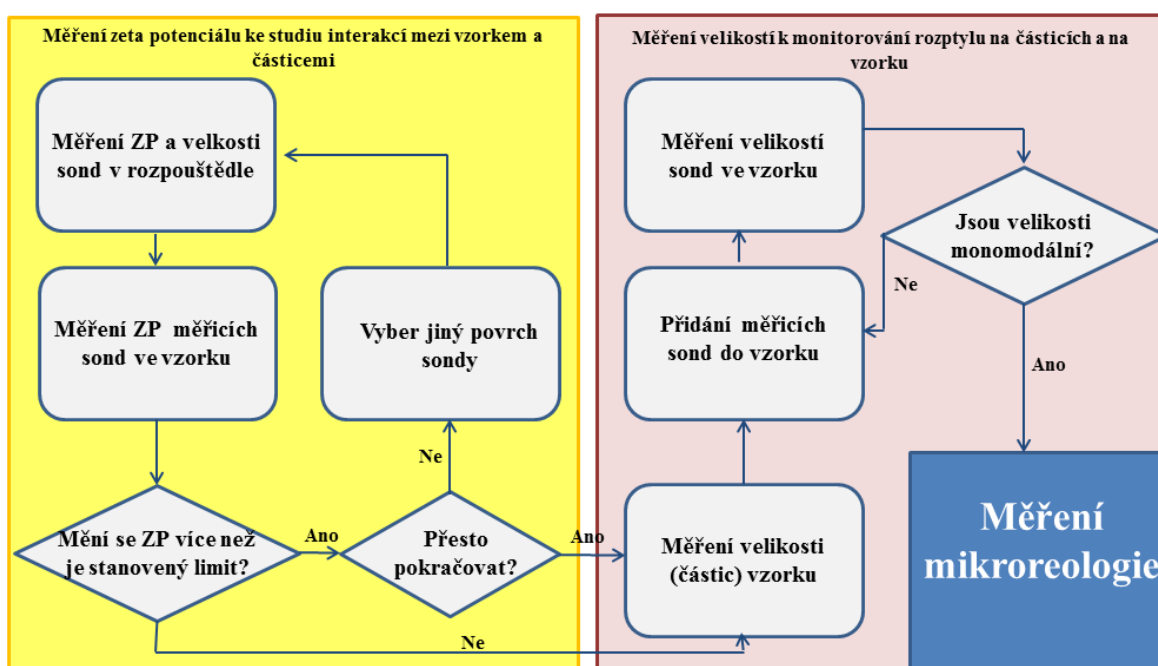 Měření zeta potenciálu ke studiu interakcí mezi vzorkem a
částicemi
Měření ZP a velkosti
sond v rozpouštědle
Měření ZP měřicích
sond ve vzorku
Vyber jiný povrch
sondy
Ne
Mění se ZP více než
je stanovený limit?
Ano
Přesto
pokračovat?
Ano
Ne
Měření velikostí k monitorování rozptylu na částicích a na
vzorku
Měření velikostí
sond ve vzorku
Jsou velikosti
monomodální?
Ne
Přidání měřicích
sond do vzorku
Ano
Měření velikosti
(částic) vzorku
Měření
mikroreologie